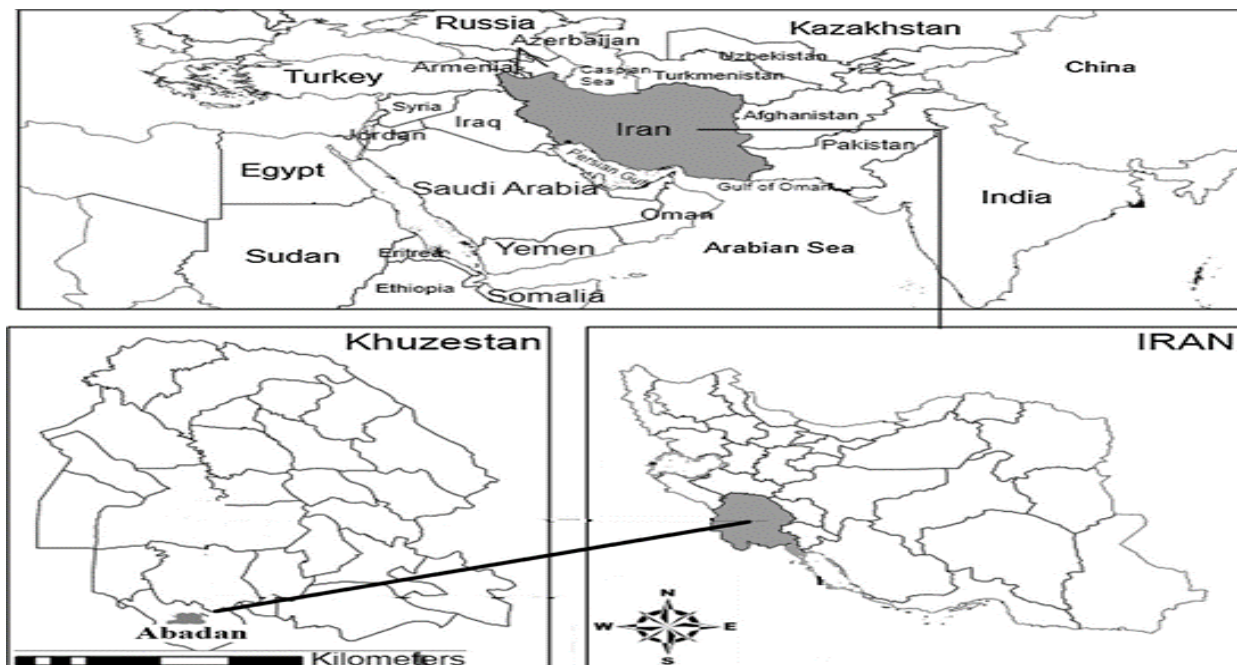 Russia
Kazakhstan
Azerbaijan
Uzbekistan
Armenia
Caspian
Sea
Turkmenistan
China
Turkey
Syria
Afghanistan
Iraq
Iran
Jordan
Pakistan
Persian Gulf
Egypt
Saudi Arabia
Gulf of Oman
India
Oman
Sudan
Eritrea
Yemen
Arabian Sea
Ethiopia
Somalia
Khuzestan
Abadan
Kilometers
IRAN
N
W
E
S